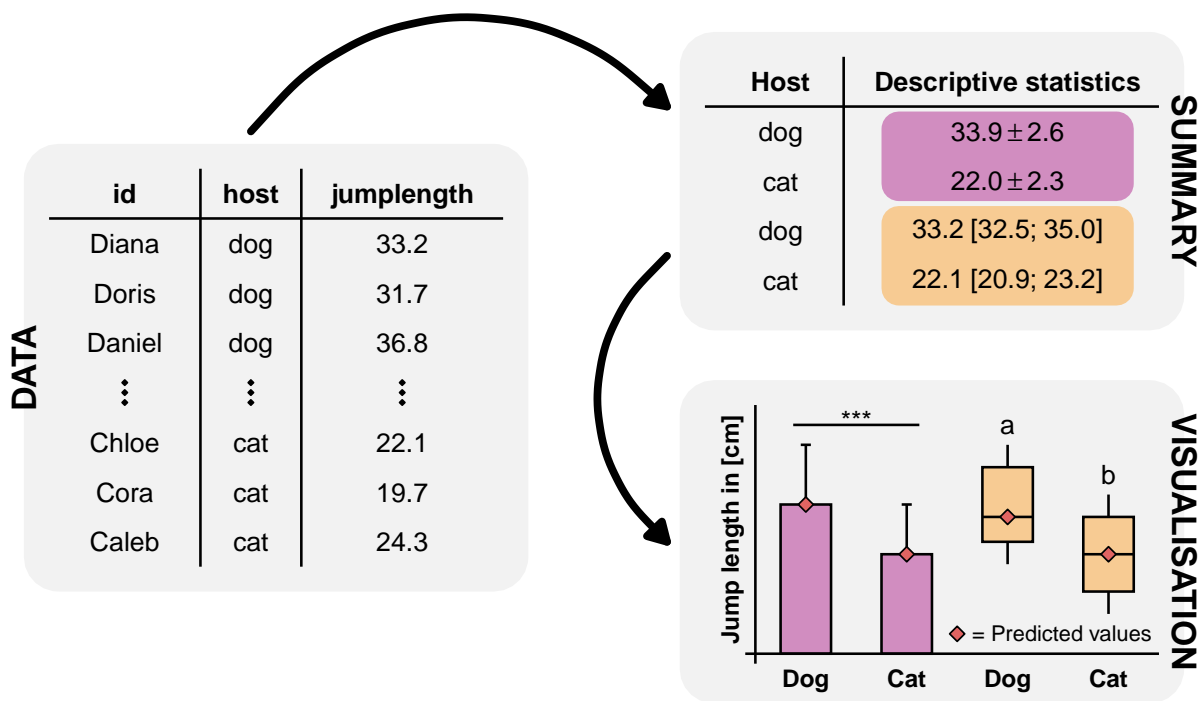 DATA
id host jumplength
Diana dog 33.2
Doris dog 31.7
Daniel dog 36.8
Chloe cat 22.1
Cora cat 19.7
Caleb cat 24.3
SUMMARY
Host Descriptive statistics
dog 33.9 ± 2.6
cat 22.0 ± 2.3
dog 33.2 [32.5; 35.0]
cat 22.1 [20.9; 23.2]
VISUALISATION
Jump length in [cm]
***
a
b
= Predicted values
Dog Cat Dog Cat